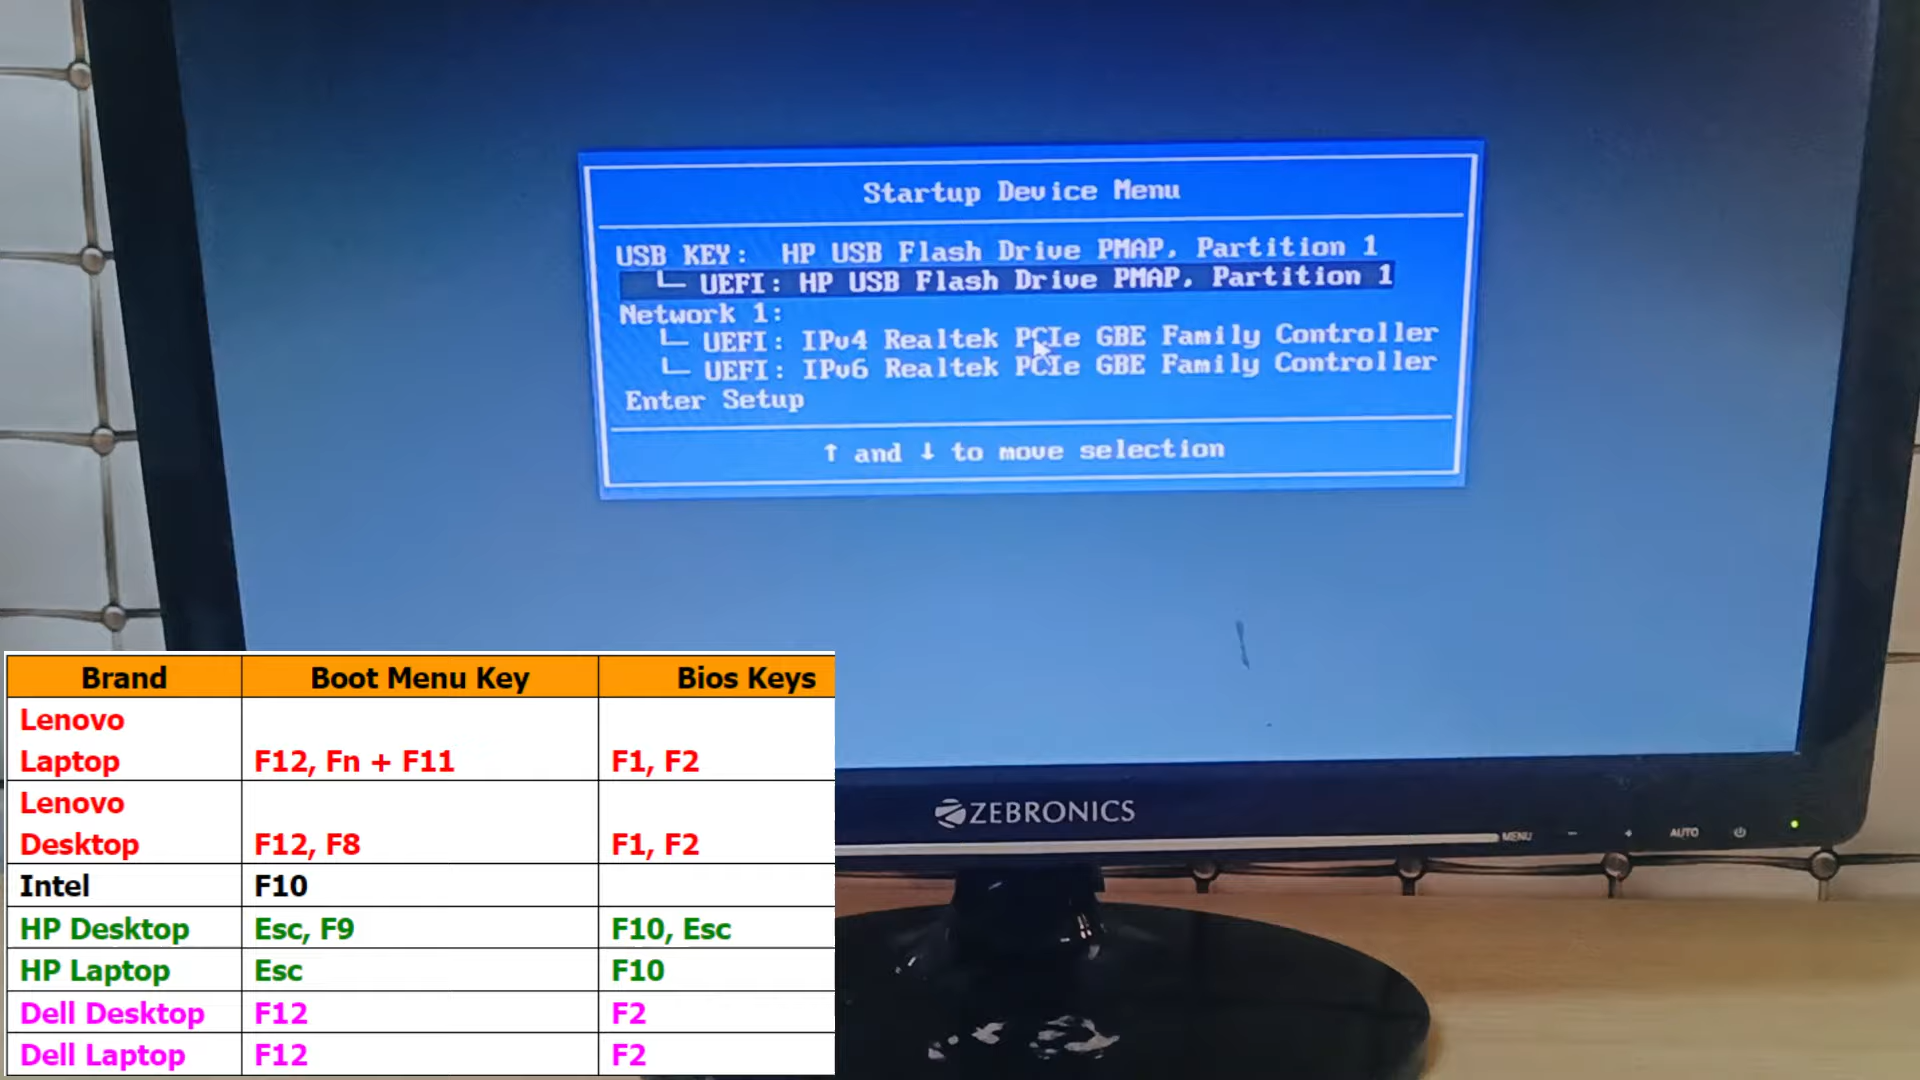 Startup Device Menu
USB KEY: HP USB Flash Drive PMAP, Partition 1
UEFI: HP USB Flash Drive PMAP, Partition 1
Network 1:
UEFI: IPv4 Realtek PCIe GBE Family Controller
UEFI: IPv6 Realtek PCIe GBE Family Controller
Enter Setup
↑ and ↓ to move selection
ZEBRONICS
MENU - + AUTO
Brand Boot Menu Key Bios Keys
Lenovo
Laptop F12, Fn + F11 F1, F2
Lenovo
Desktop F12, F8 F1, F2
Intel F10
HP Desktop Esc, F9 F10, Esc
HP Laptop Esc F10
Dell Desktop F12 F2
Dell Laptop F12 F2